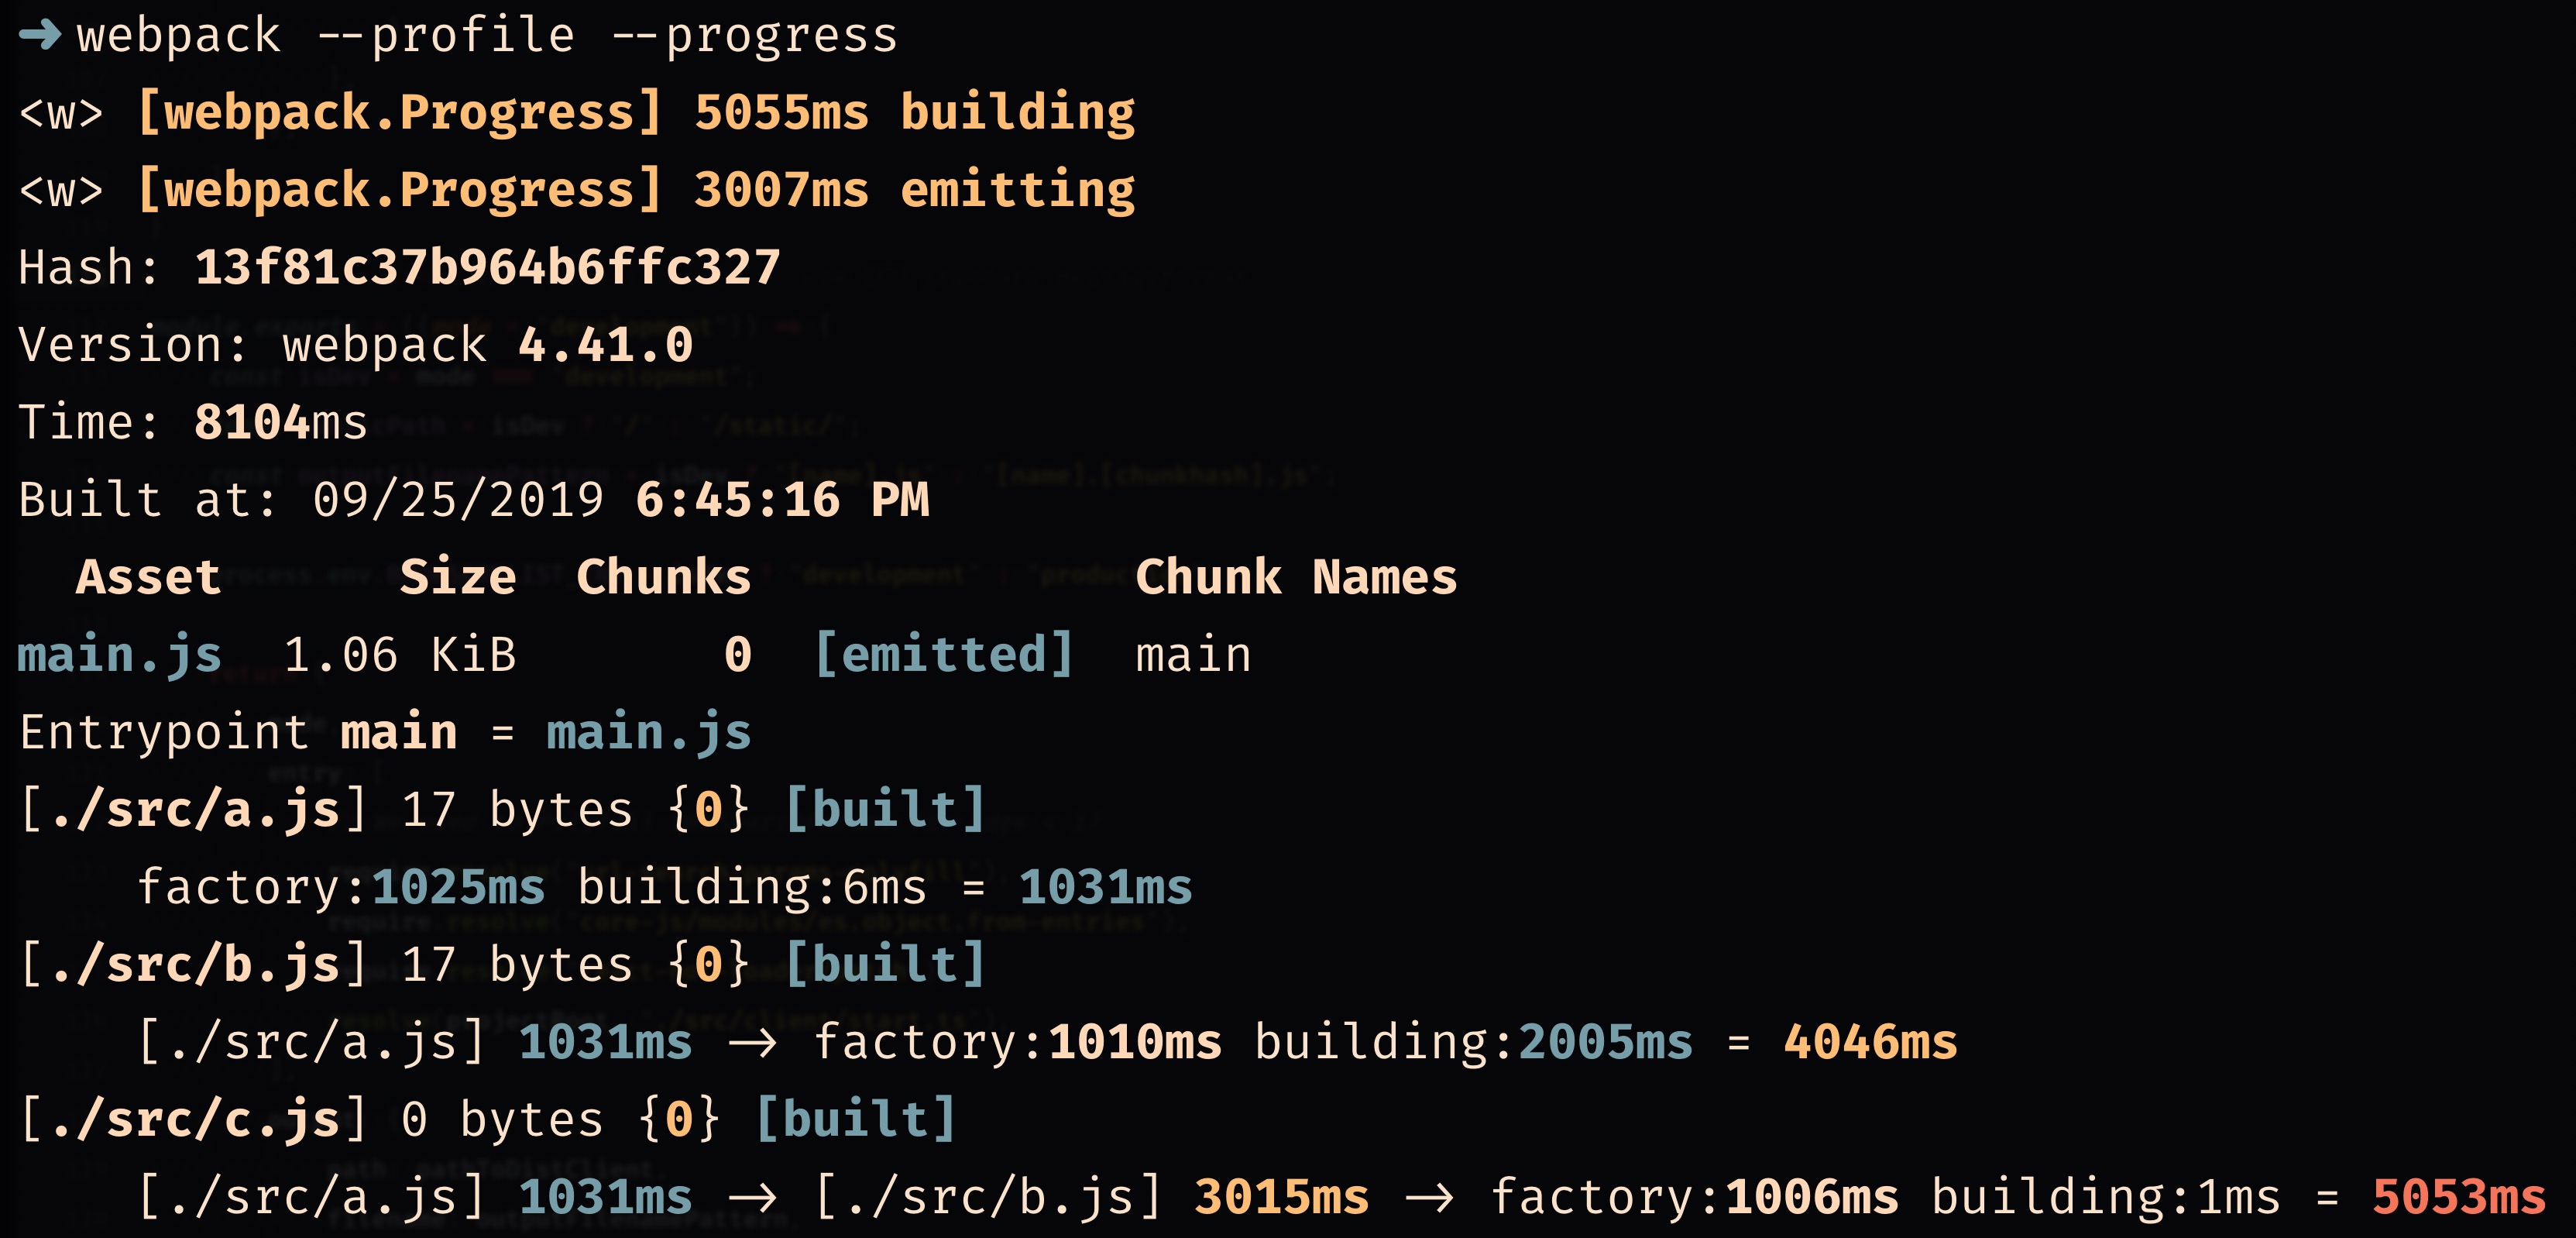 ➜ webpack --profile --progress
<w> [webpack.Progress] 5055ms building
<w> [webpack.Progress] 3007ms emitting
Hash: 13f81c37b964b6ffc327
Version: webpack 4.41.0
Time: 8104ms
Built at: 09/25/2019 6:45:16 PM
  Asset      Size  Chunks             Chunk Names
main.js  1.06 KiB       0  [emitted]  main
Entrypoint main = main.js
[./src/a.js] 17 bytes {0} [built]
    factory:1025ms building:6ms = 1031ms
[./src/b.js] 17 bytes {0} [built]
    [./src/a.js] 1031ms -> factory:1010ms building:2005ms = 4046ms
[./src/c.js] 0 bytes {0} [built]
    [./src/a.js] 1031ms -> [./src/b.js] 3015ms -> factory:1006ms building:1ms = 5053ms